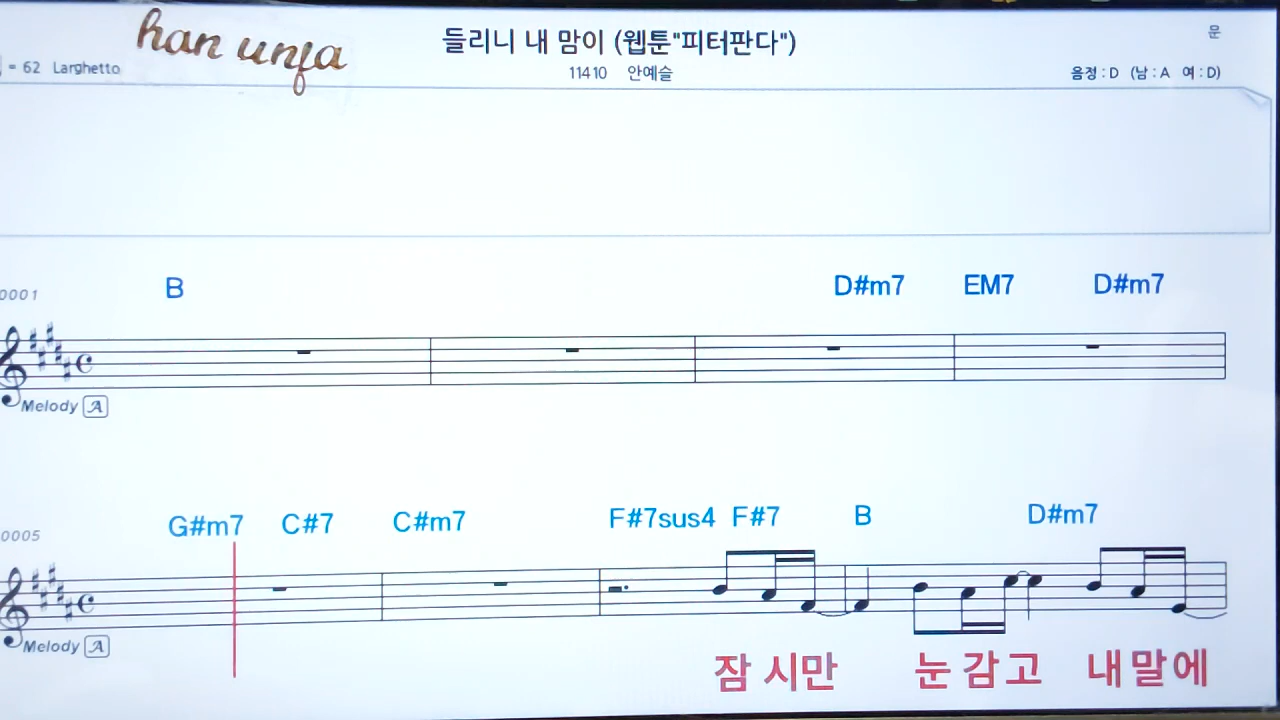 han unfa
들리니 내 맘이 (웹툰"피터판다") 문
= 62 Larghetto 11410 안예슬 음정 : D (남 : A 여 : D)
0001 B D#m7 EM7 D#m7
Melody A
0005 G#m7 C#7 C#m7 F#7sus4 F#7 B D#m7
Melody A 잠 시만 눈 감 고 내 말 에